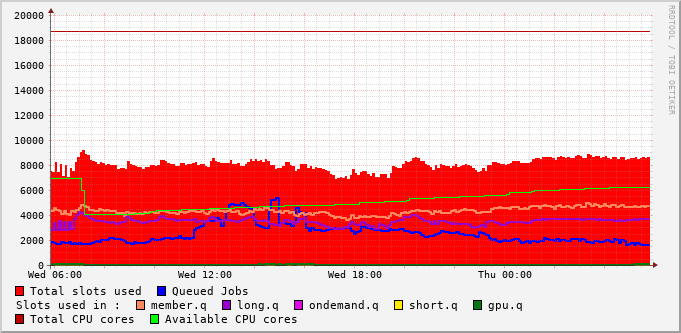 20000
18000
16000
14000
12000
10000
8000
6000
4000
2000
0
Wed 06:00 Wed 12:00 Wed 18:00 Thu 00:00
Total slots used Queued Jobs
Slots used in : member.q long.q ondemand.q short.q gpu.q
Total CPU cores Available CPU cores
RRDTOOL / TOBI OETIKER